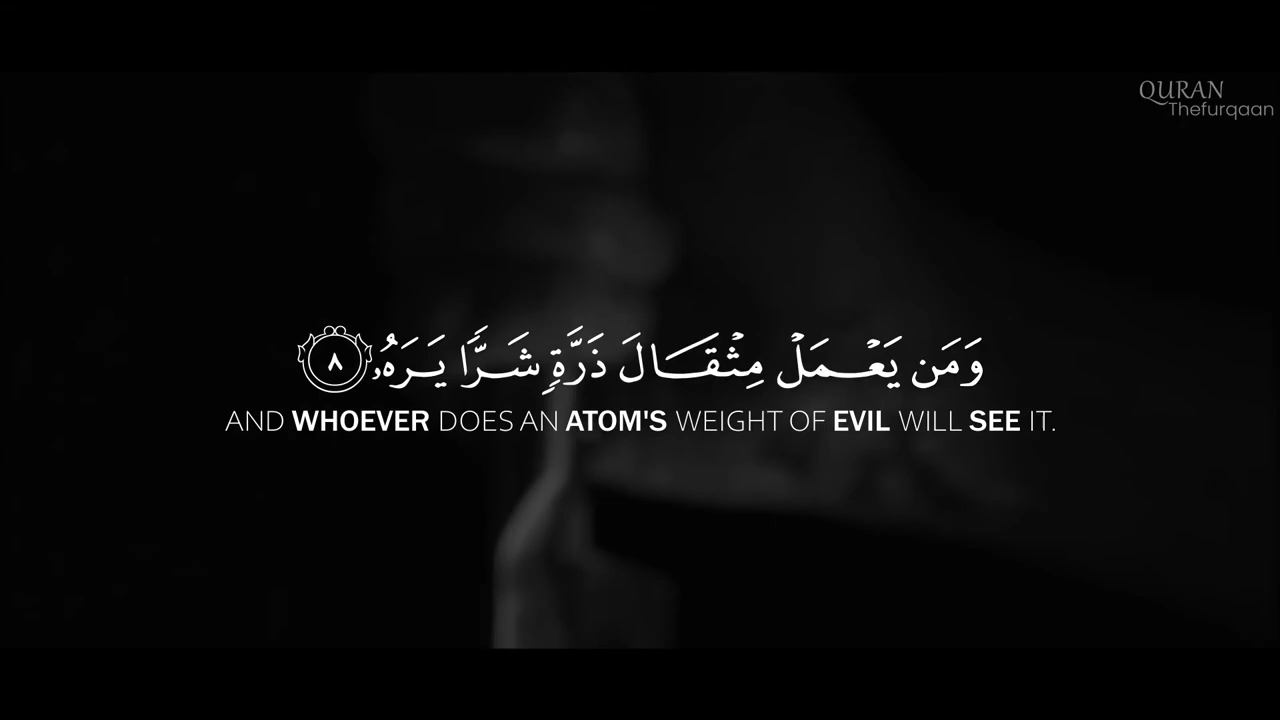 QURAN
Thefurqaan
وَمَن يَعْمَلْ مِثْقَالَ ذَرَّةٍ شَرًّا يَرَهُۥ ٨
AND WHOEVER DOES AN ATOM'S WEIGHT OF EVIL WILL SEE IT.